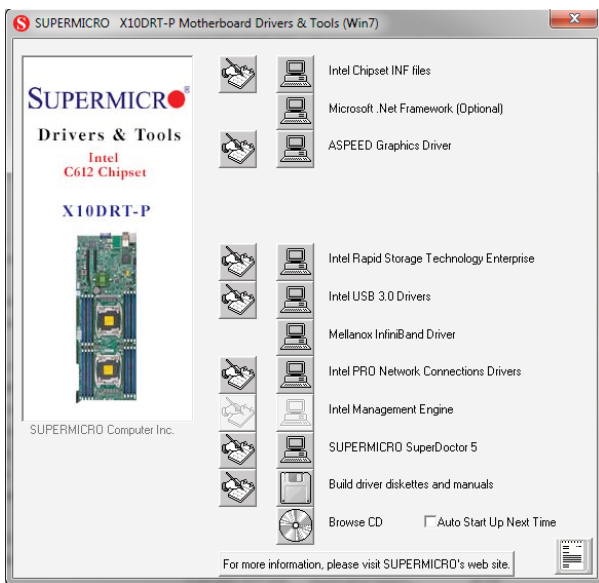 SUPERMICRO X10DRT-P Motherboard Drivers & Tools (Win7)
SUPERMICRO®
Drivers & Tools
Intel
C612 Chipset
X10DRT-P
SUPERMICRO Computer Inc.
Intel Chipset INF files
Microsoft .Net Framework (Optional)
ASPEED Graphics Driver
Intel Rapid Storage Technology Enterprise
Intel USB 3.0 Drivers
Mellanox InfiniBand Driver
Intel PRO Network Connections Drivers
Intel Management Engine
SUPERMICRO SuperDoctor 5
Build driver diskettes and manuals
Browse CD Auto Start Up Next Time
For more information, please visit SUPERMICRO's web site.